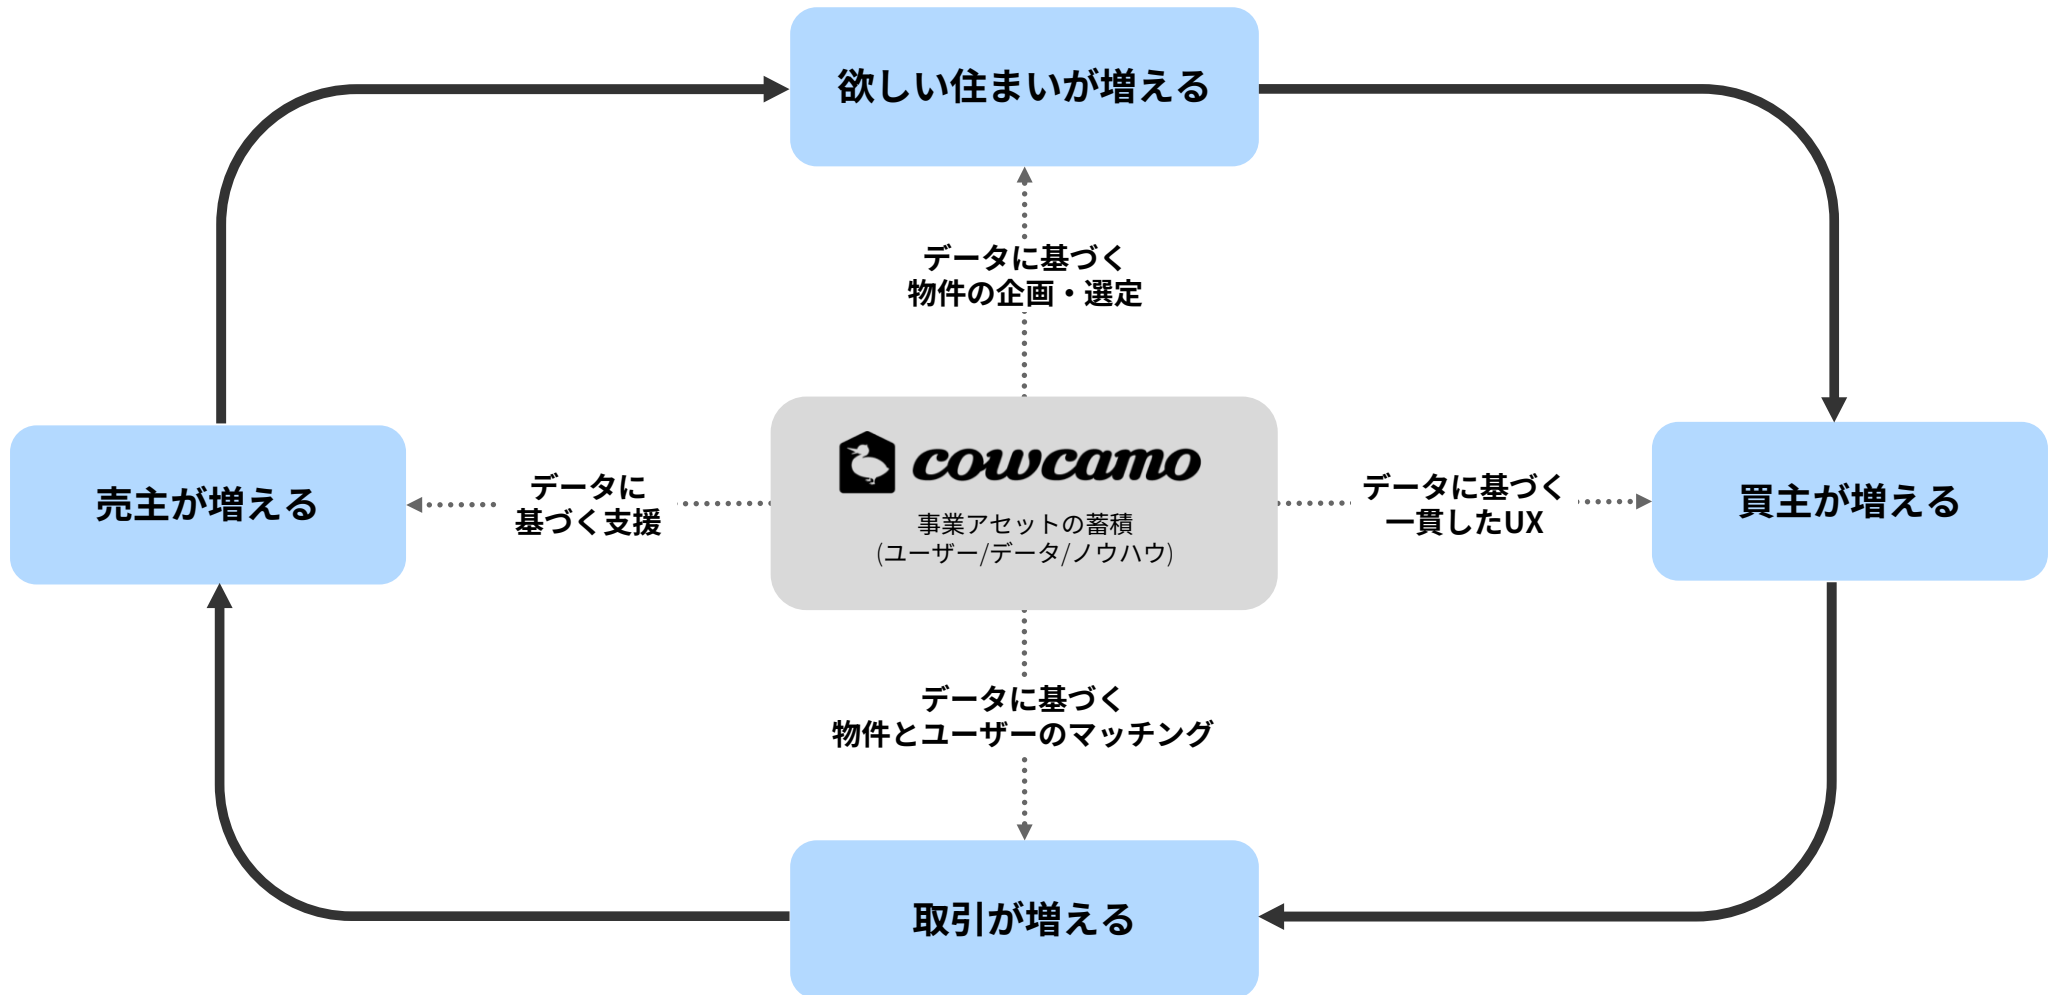 欲しい住まいが増える
データに基づく
物件の企画・選定
売主が増える
データに
基づく支援
cowcamo
事業アセットの蓄積
(ユーザー/データ/ノウハウ)
データに基づく
一貫したUX
買主が増える
データに基づく
物件とユーザーのマッチング
取引が増える